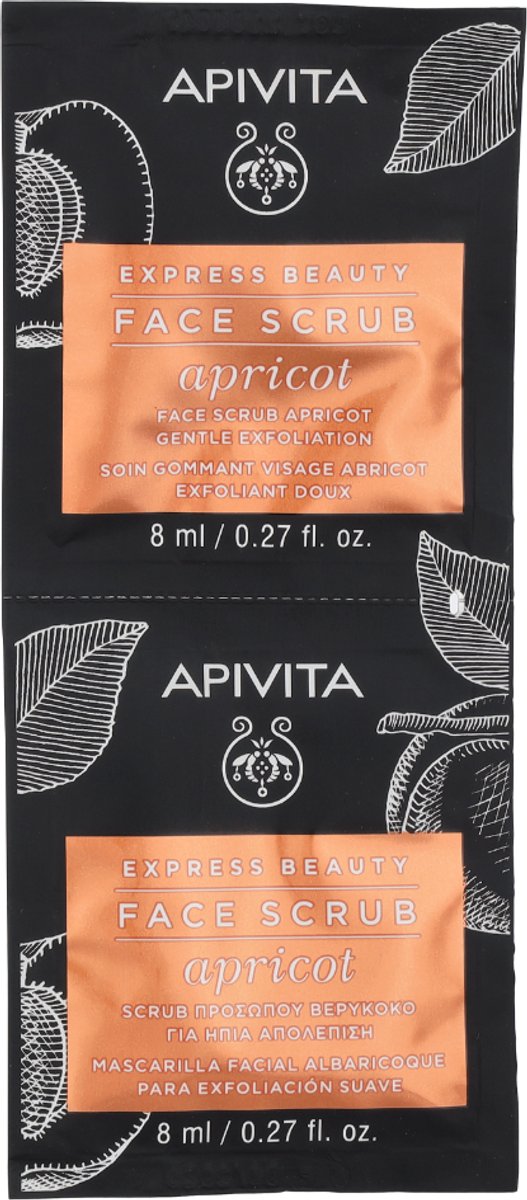 APIVITA
EXPRESS BEAUTY
FACE SCRUB
apricot
FACE SCRUB APRICOT
GENTLE EXFOLIATION
SOIN GOMMANT VISAGE ABRICOT
EXFOLIANT DOUX
8 ml / 0.27 fl. oz.
APIVITA
EXPRESS BEAUTY
FACE SCRUB
apricot
SCRUB ΠΡΟΣΩΠΟΥ ΒΕΡΥΚΟΚΟ
ΓΙΑ ΗΠΙΑ ΑΠΟΛΕΠΙΣΗ
MASCARILLA FACIAL ALBARICOQUE
PARA EXFOLIACIÓN SUAVE
8 ml / 0.27 fl. oz.